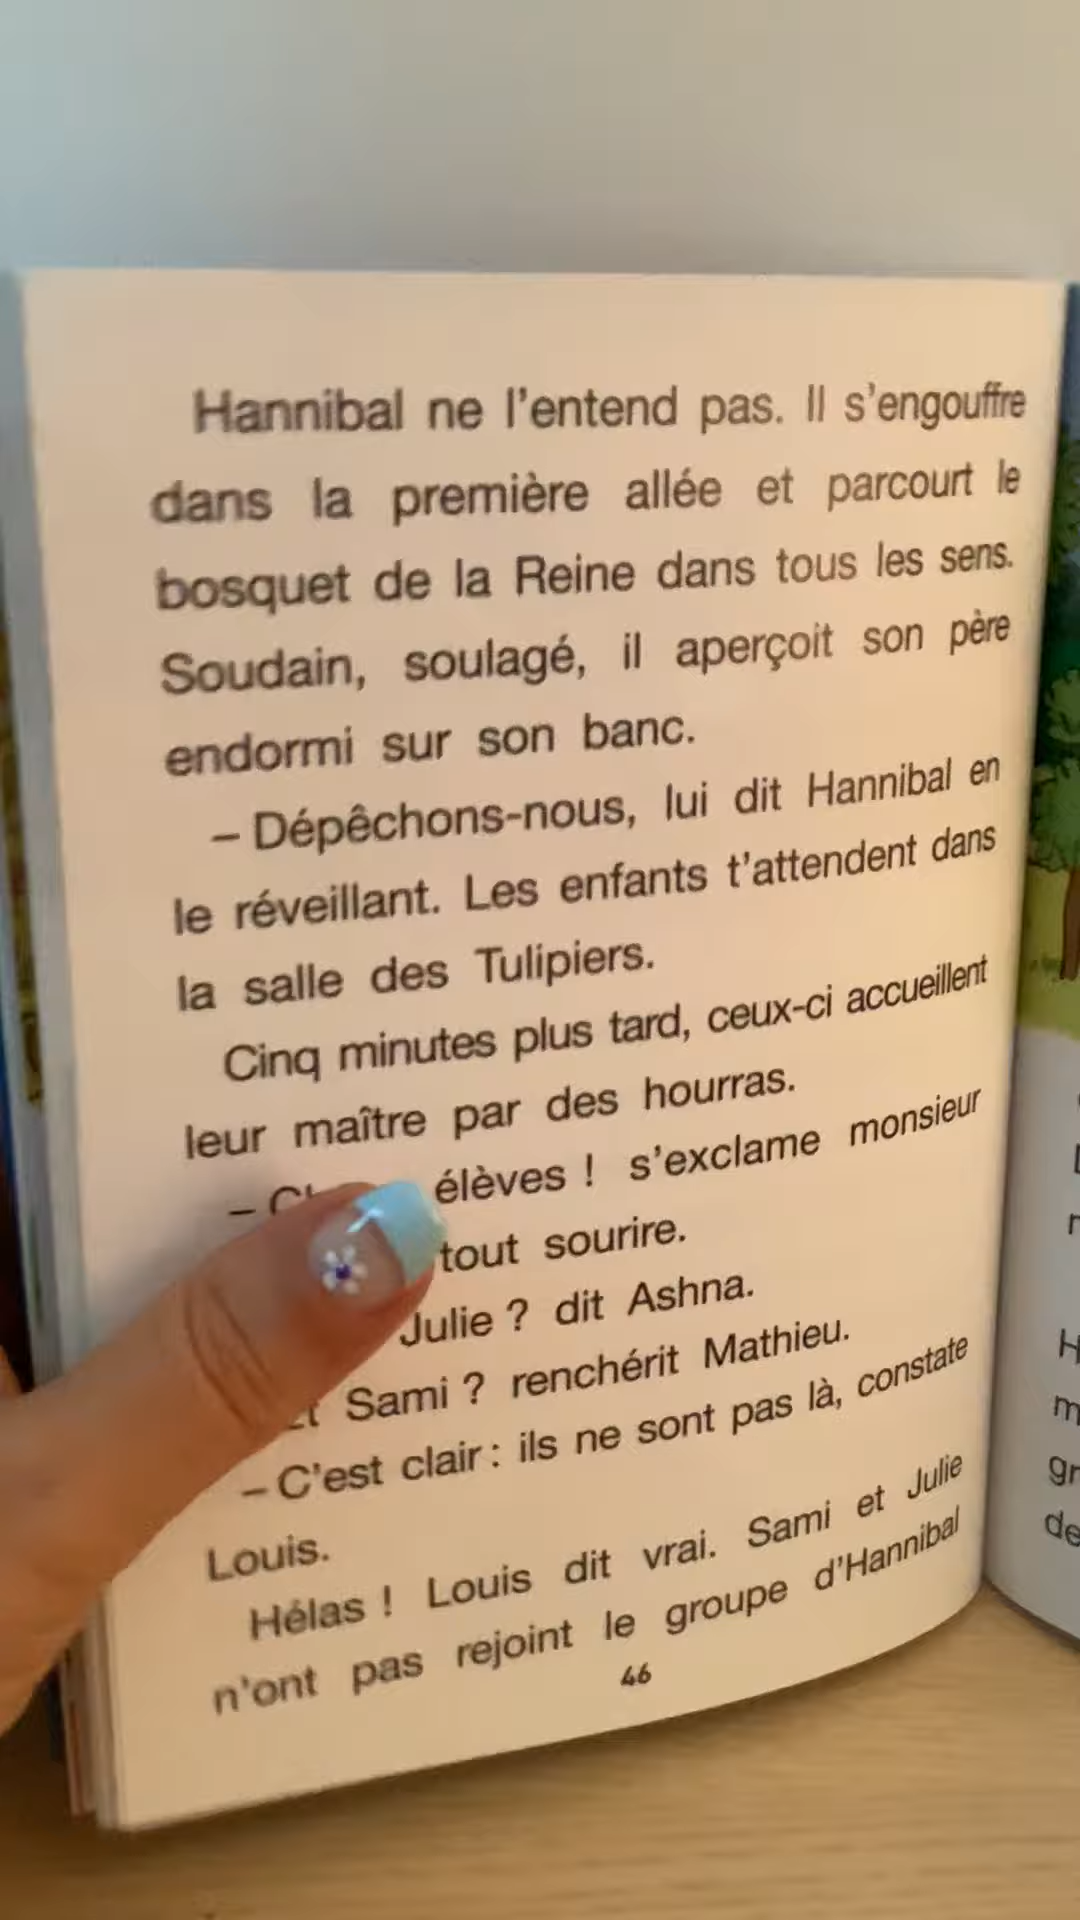 Hannibal ne l'entend pas. Il s'engouffre
dans la première allée et parcourt le
bosquet de la Reine dans tous les sens.
Soudain, soulagé, il aperçoit son père
endormi sur son banc.
– Dépêchons-nous, lui dit Hannibal en
le réveillant. Les enfants t'attendent dans
la salle des Tulipiers.
Cinq minutes plus tard, ceux-ci accueillent
leur maître par des hourras.
– élèves ! s'exclame monsieur
tout sourire.
Julie ? dit Ashna.
Sami ? renchérit Mathieu.
– C'est clair : ils ne sont pas là, constate
Louis.
Hélas ! Louis dit vrai. Sami et Julie
n'ont pas rejoint le groupe d'Hannibal
46